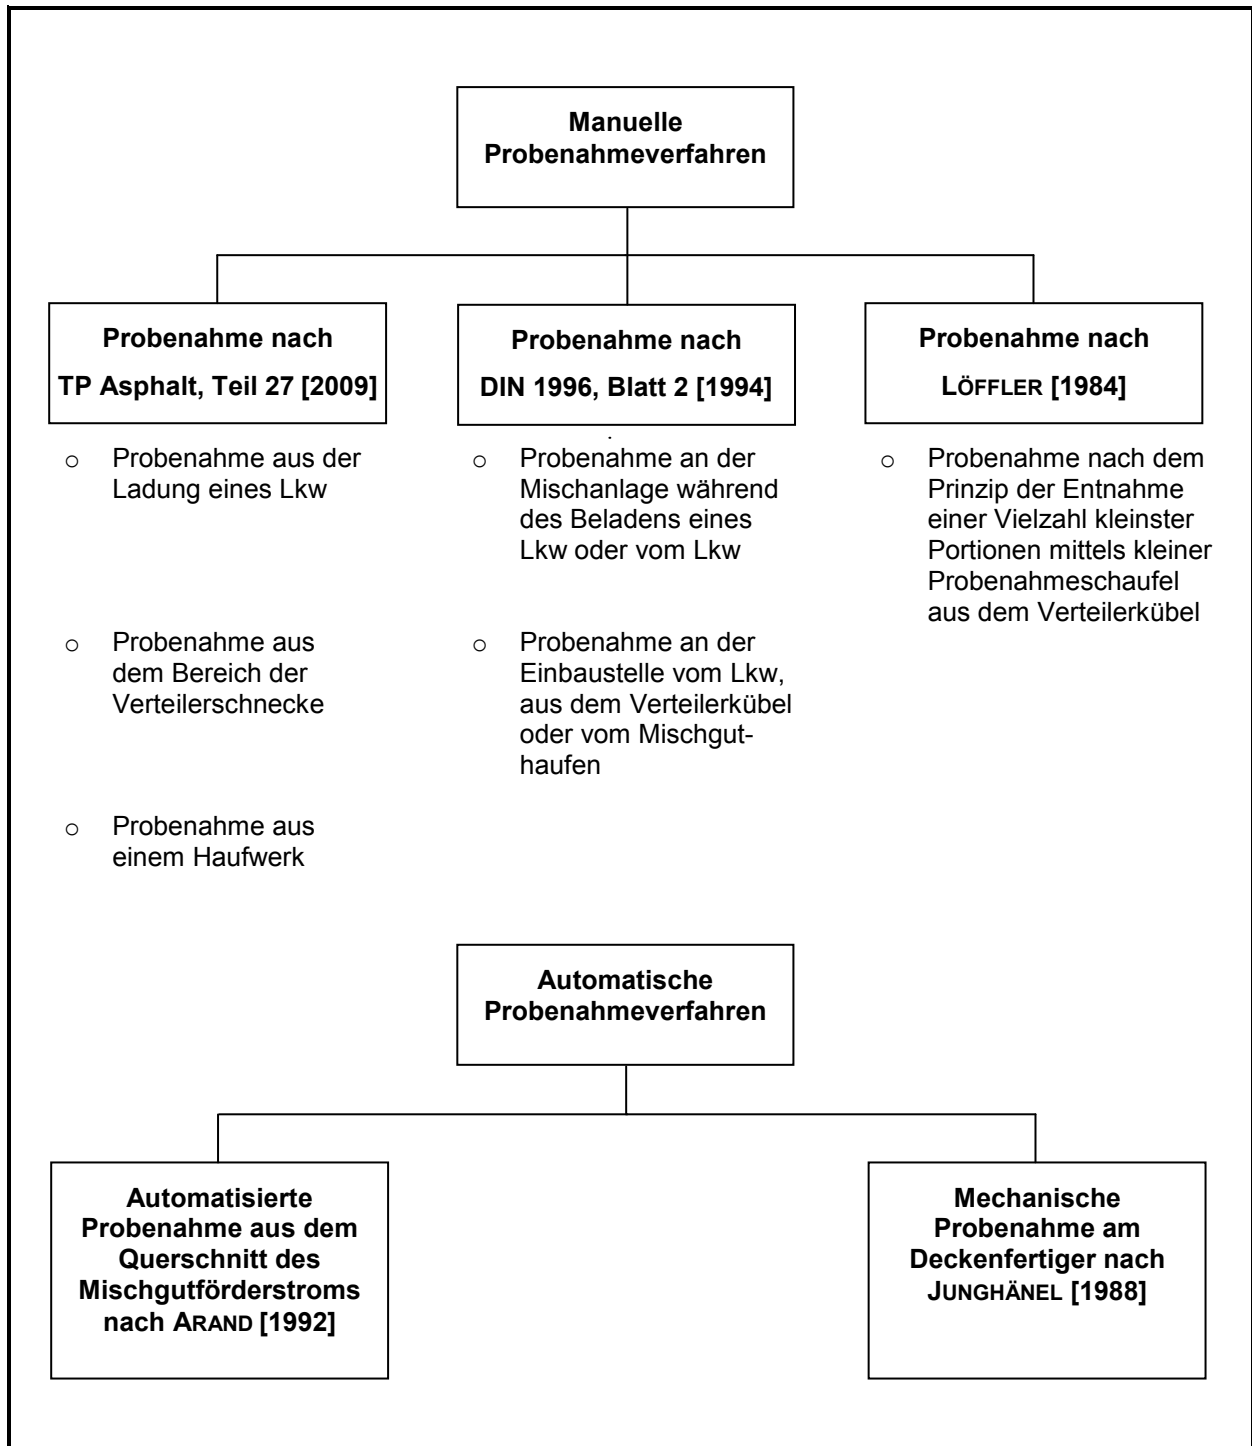 Manuelle
Probenahmeverfahren
Probenahme nach
TP Asphalt, Teil 27 [2009]
Probenahme nach
DIN 1996, Blatt 2 [1994]
Probenahme nach
LÖFFLER [1984]
o Probenahme aus der
Ladung eines Lkw
o Probenahme aus
dem Bereich der
Verteilerschnecke
o Probenahme aus
einem Haufwerk
o Probenahme an der
Mischanlage während
des Beladens eines
Lkw oder vom Lkw
o Probenahme an der
Einbaustelle vom Lkw,
aus dem Verteilerkübel
oder vom Mischgut-
haufen
o Probenahme nach dem
Prinzip der Entnahme
einer Vielzahl kleinster
Portionen mittels kleiner
Probenahmeschaufel
aus dem Verteilerkübel
Automatische
Probenahmeverfahren
Automatisierte
Probenahme aus dem
Querschnitt des
Mischgutförderstroms
nach ARAND [1992]
Mechanische
Probenahme am
Deckenfertiger nach
JUNGHÄNEL [1988]